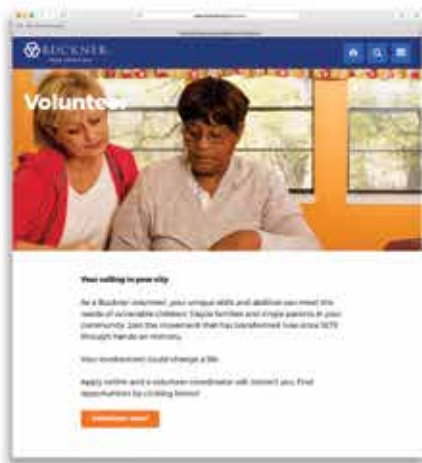 BUCKNER
Volunteer
Your calling in your city
As a Buckner volunteer, your unique skills and abilities can meet the
needs of vulnerable children, fragile families and single parents in your
community. Join the movement that has transformed lives since 1879
through hands-on ministry.
Your involvement could change a life.
Apply online and a volunteer coordinator will contact you. Find
opportunities by clicking below!